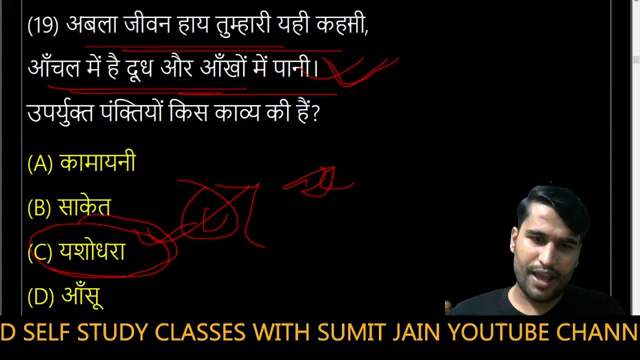 (19) अबला जीवन हाय तुम्हारी यही कहानी,
आँचल में है दूध और आँखों में पानी।
उपर्युक्त पंक्तियों किस काव्य की हैं?
(A) कामायनी
(B) साकेत
(C) यशोधरा
(D) आँसू
D SELF STUDY CLASSES WITH SUMIT JAIN YOUTUBE CHANN